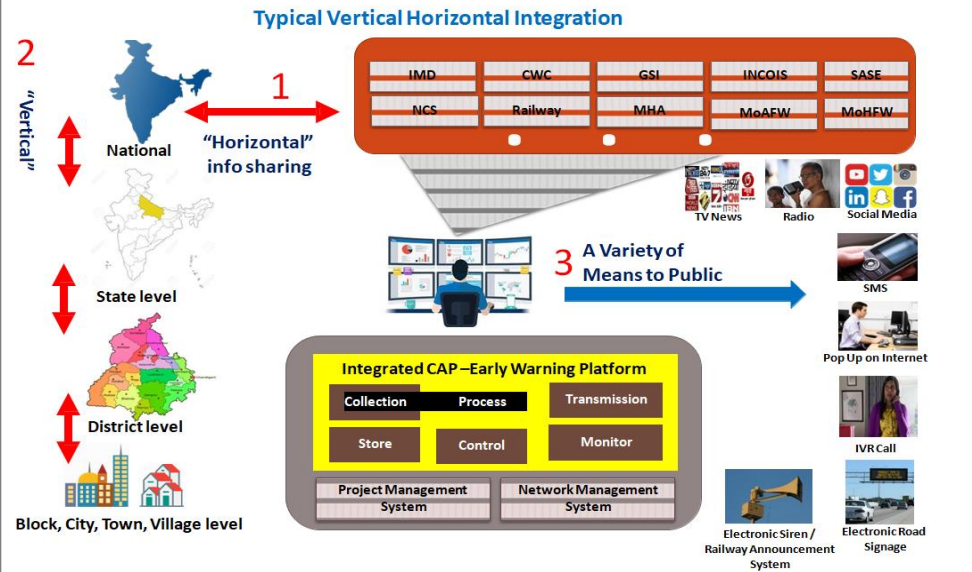 Typical Vertical Horizontal Integration
2
"Vertical"
National
1
"Horizontal"
info sharing
IMD
CWC
GSI
INCOIS
SASE
NCS
Railway
MHA
MoAFW
MoHFW
State level
District level
Block, City, Town, Village level
TV News
Radio
Social Media
3
A Variety of
Means to Public
SMS
Pop Up on Internet
IVR Call
Electronic Siren /
Railway Announcement
System
Electronic Road
Signage
Integrated CAP –Early Warning Platform
Collection
Process
Transmission
Store
Control
Monitor
Project Management
System
Network Management
System